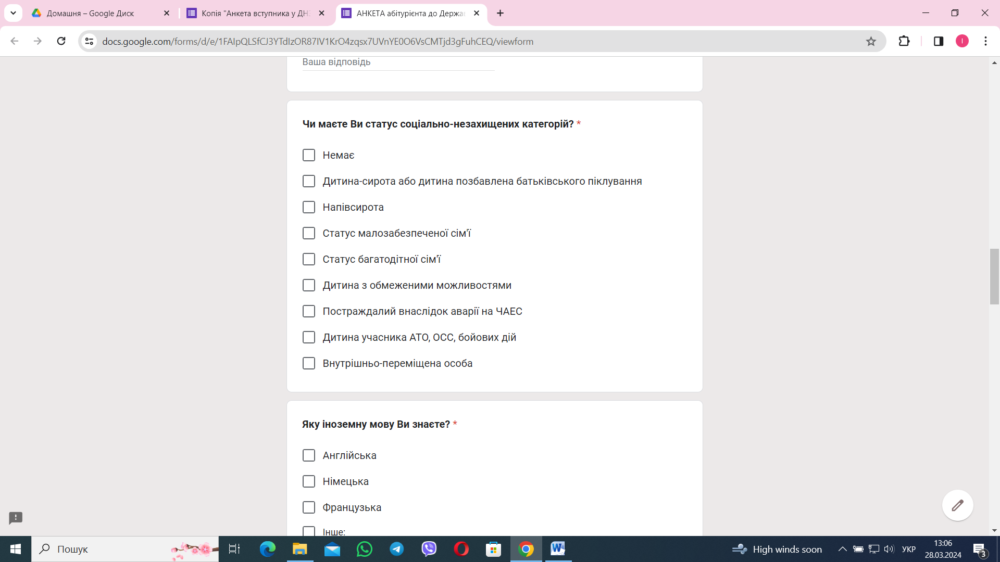 Домашня – Google Диск
Копія "Анкета вступника у ДНЗ
АНКЕТА абітурієнта до Держав
docs.google.com/forms/d/e/1FAIpQLSfCJ3YTdIzOR87IV1KrO4zqsx7UVnYE0O6VsCMTjd3gFuhCEQ/viewform
I
Ваша відповідь
Чи маєте Ви статус соціально-незахищених категорій? *
Немає
Дитина-сирота або дитина позбавлена батьківського піклування
Напівсирота
Статус малозабезпеченої сім'ї
Статус багатодітної сім'ї
Дитина з обмеженими можливостями
Постраждалий внаслідок аварії на ЧАЕС
Дитина учасника АТО, ОСС, бойових дій
Внутрішньо-переміщена особа
Яку іноземну мову Ви знаєте? *
Англійська
Німецька
Французька
Інше:
Пошук
High winds soon
УКР
13:06
28.03.2024
3